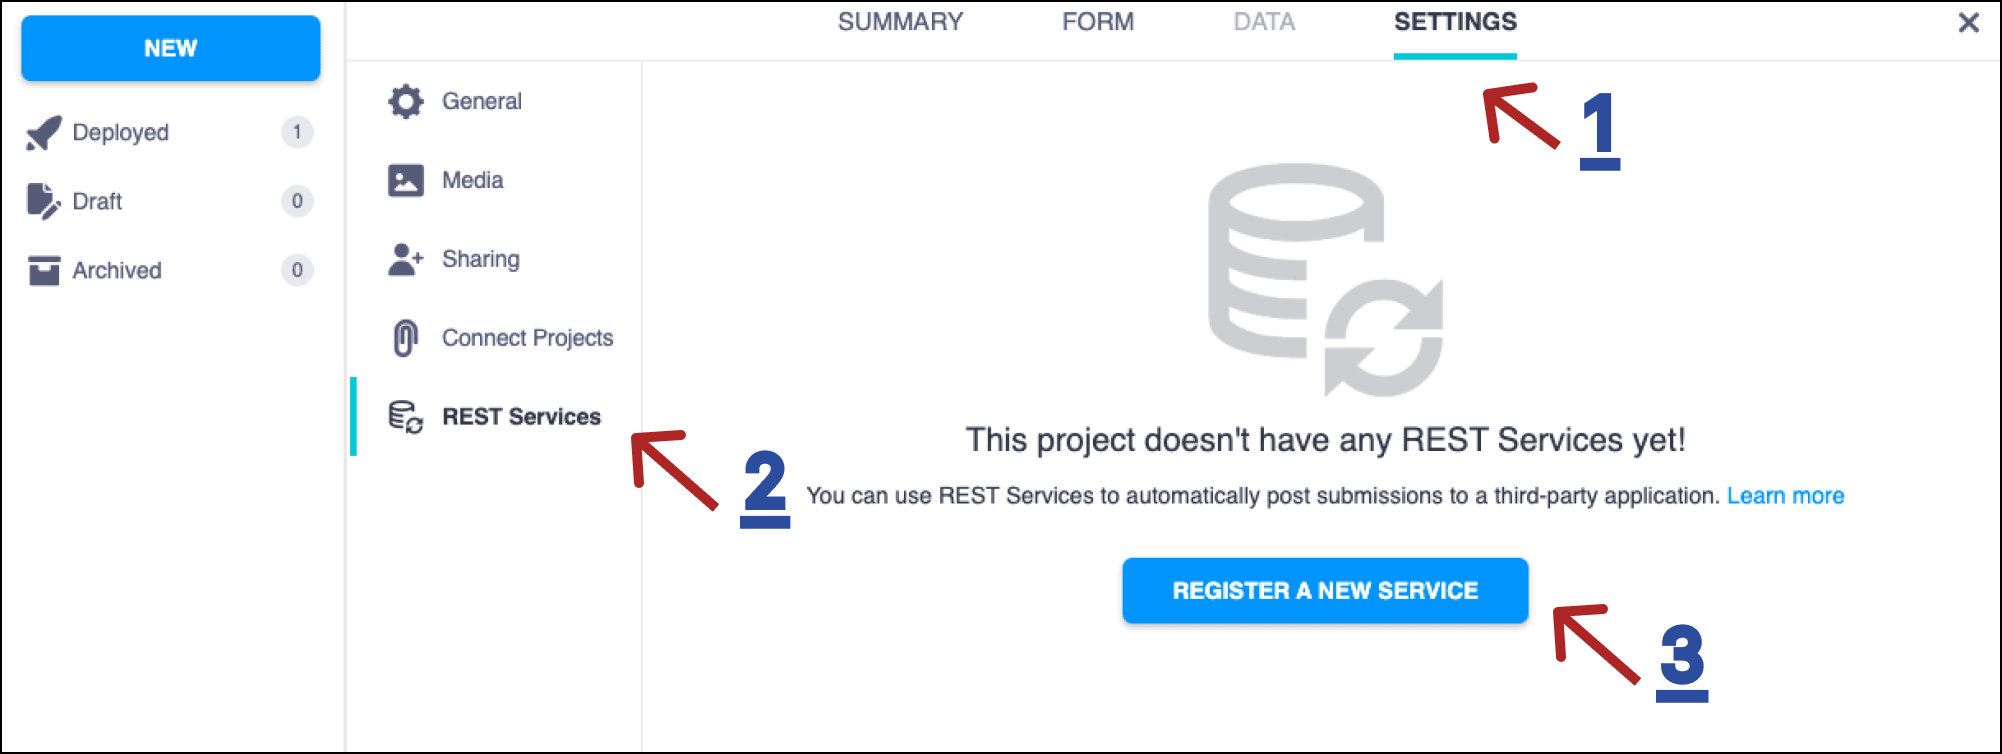 NEW
Deployed 1
Draft 0
Archived 0
SUMMARY FORM DATA SETTINGS
General
Media
Sharing
Connect Projects
REST Services
1
2
This project doesn't have any REST Services yet!
You can use REST Services to automatically post submissions to a third-party application. Learn more
REGISTER A NEW SERVICE
3